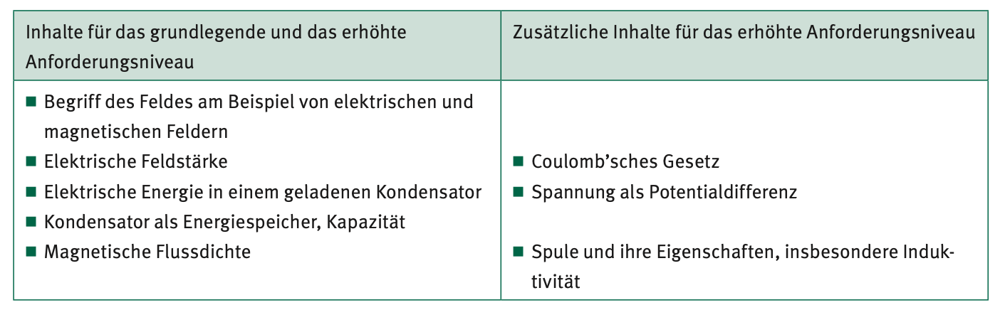 Inhalte für das grundlegende und das erhöhte
Anforderungsniveau
Zusätzliche Inhalte für das erhöhte Anforderungsniveau
■ Begriff des Feldes am Beispiel von elektrischen und
magnetischen Feldern
■ Elektrische Feldstärke
■ Elektrische Energie in einem geladenen Kondensator
■ Kondensator als Energiespeicher, Kapazität
■ Magnetische Flussdichte
■ Coulomb’sches Gesetz
■ Spannung als Potentialdifferenz
■ Spule und ihre Eigenschaften, insbesondere Induk-
tivität